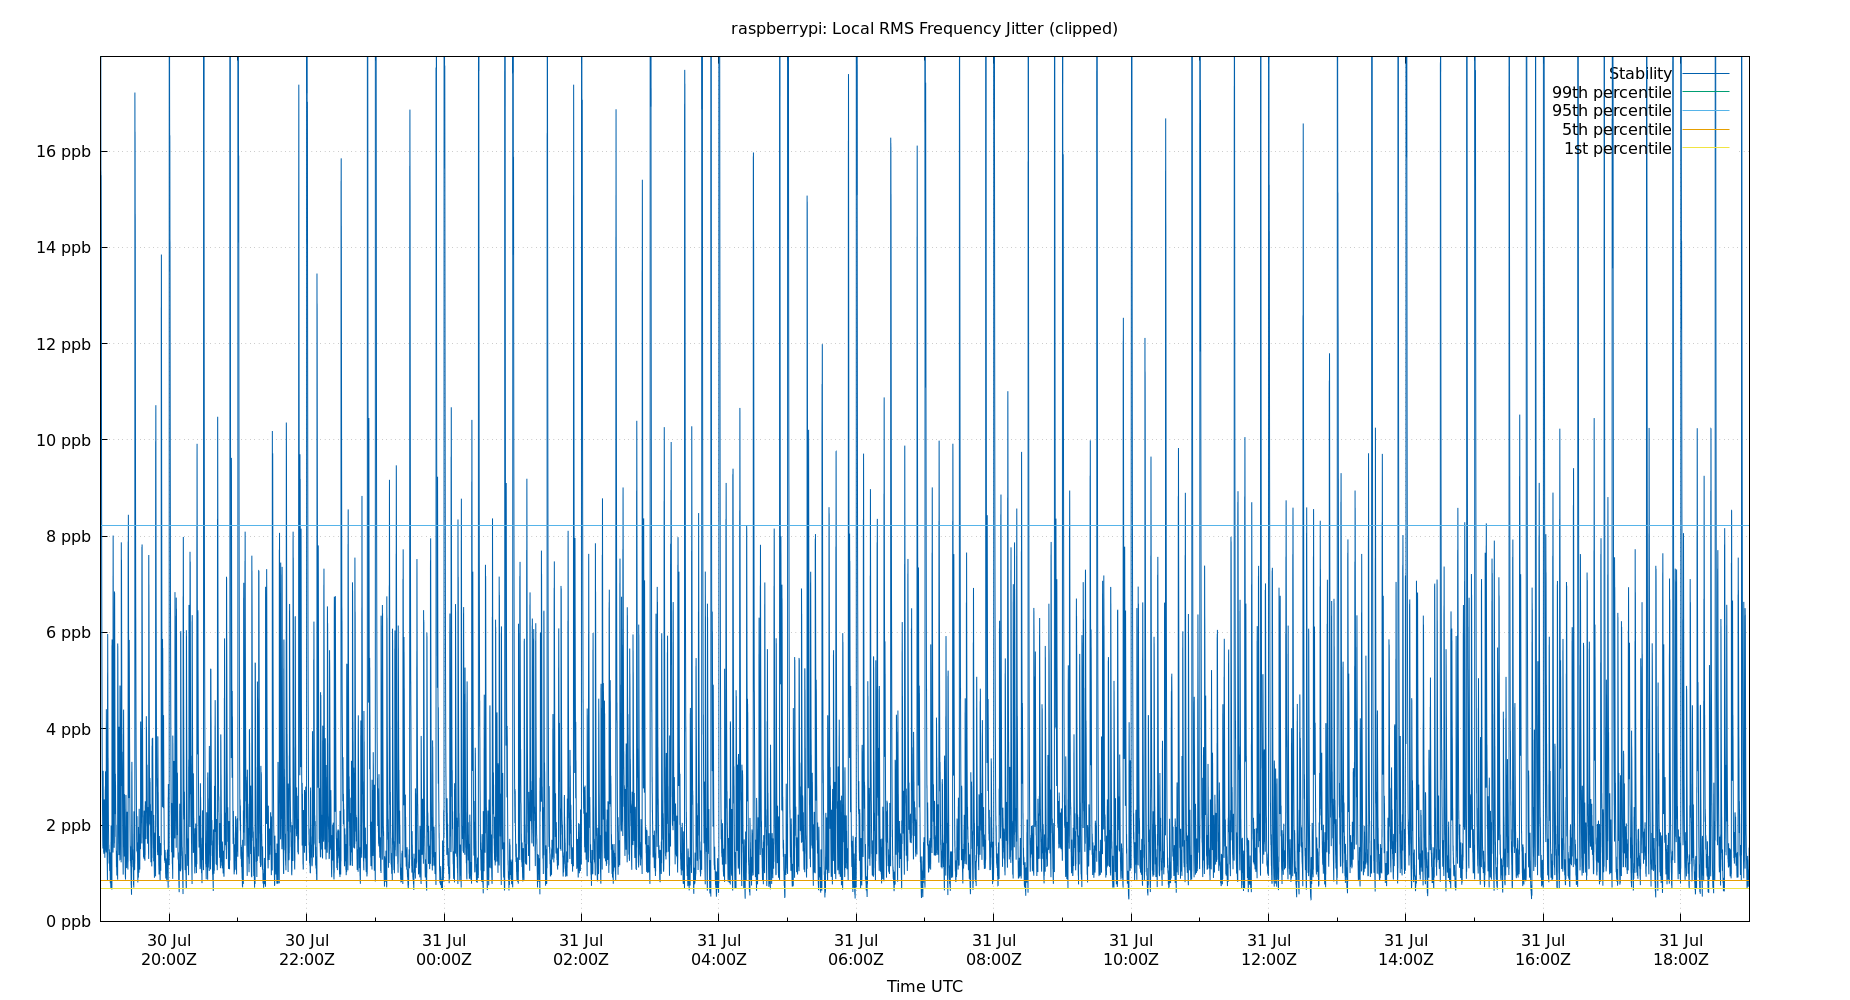 raspberrypi: Local RMS Frequency Jitter (clipped)
Stability
99th percentile
95th percentile
5th percentile
1st percentile
16 ppb
14 ppb
12 ppb
10 ppb
8 ppb
6 ppb
4 ppb
2 ppb
0 ppb
30 Jul 30 Jul 31 Jul 31 Jul 31 Jul 31 Jul 31 Jul 31 Jul 31 Jul 31 Jul 31 Jul 31 Jul
20:00Z 22:00Z 00:00Z 02:00Z 04:00Z 06:00Z 08:00Z 10:00Z 12:00Z 14:00Z 16:00Z 18:00Z
Time UTC